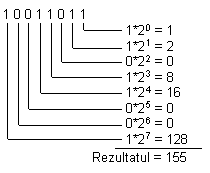 1 0 0 1 1 0 1 1
1*2⁰ = 1
1*2¹ = 2
0*2² = 0
1*2³ = 8
1*2⁴ = 16
0*2⁵ = 0
0*2⁶ = 0
1*2⁷ = 128
Rezultatul = 155